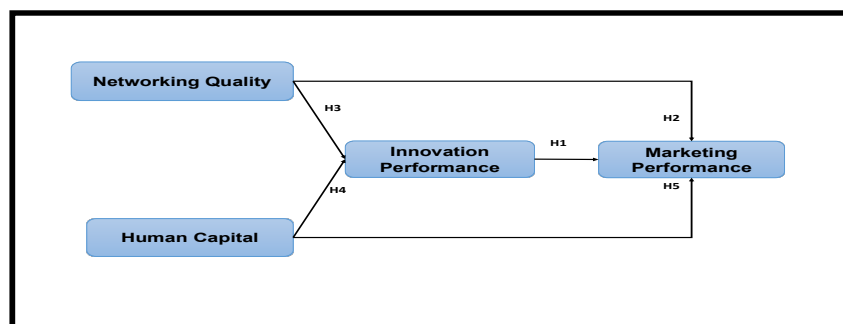 Networking Quality
H3
H2
Innovation
Performance
H1
Marketing
Performance
H4
H5
Human Capital